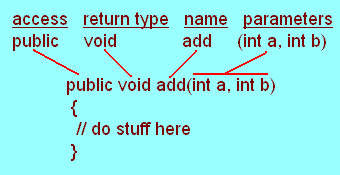 access return type name parameters
public void add (int a, int b)
public void add(int a, int b)
{
// do stuff here
}